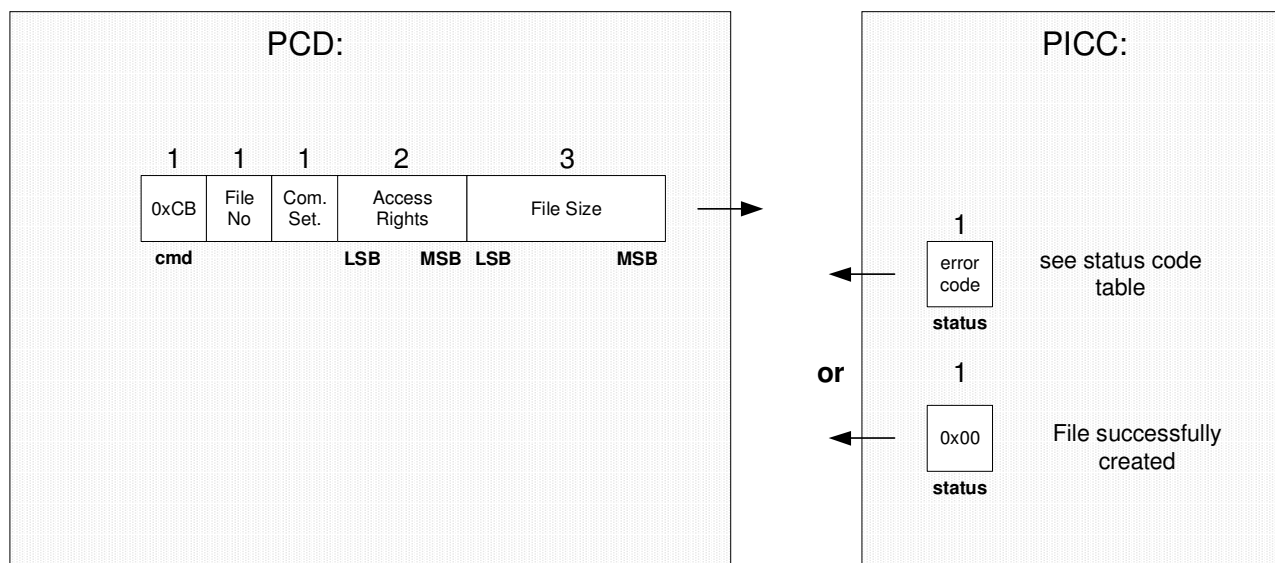 PCD:
1 1 1 2 3
0xCB File No Com. Set. Access Rights File Size
cmd LSB MSB LSB MSB
PICC:
1
error
code
status
see status code
table
or
1
0x00
status
File successfully
created